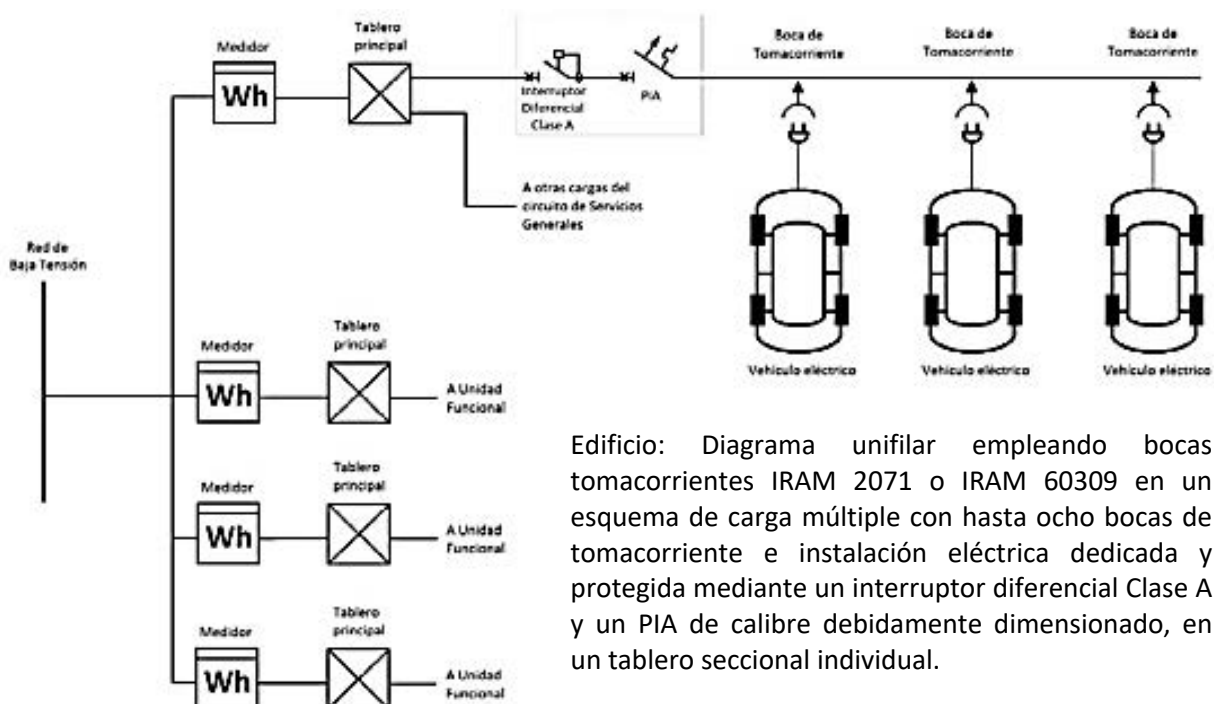 Tablero
principal
Medidor
Wh
Interruptor
Diferencial
Clase A
PIA
Boca de
Tomacorriente
Boca de
Tomacorriente
Boca de
Tomacorriente
A otras cargas del
circuito de Servicios
Generales
Red de
Baja Tensión
Vehículo eléctrico
Vehículo eléctrico
Vehículo eléctrico
Tablero
principal
Medidor
Wh
A Unidad
Funcional
Tablero
principal
Medidor
Wh
A Unidad
Funcional
Tablero
principal
Medidor
Wh
A Unidad
Funcional
Edificio: Diagrama unifilar empleando bocas
tomacorrientes IRAM 2071 o IRAM 60309 en un
esquema de carga múltiple con hasta ocho bocas de
tomacorriente e instalación eléctrica dedicada y
protegida mediante un interruptor diferencial Clase A
y un PIA de calibre debidamente dimensionado, en
un tablero seccional individual.